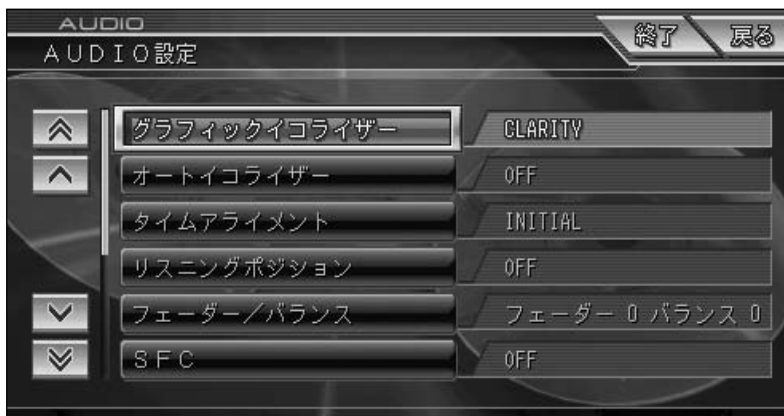 AUDIO
AUDIO設定
終了
戻る
グラフィックイコライザー CLARITY
オートイコライザー OFF
タイムアライメント INITIAL
リスニングポジション OFF
フェーダー/バランス フェーダー 0 バランス 0
SFC OFF